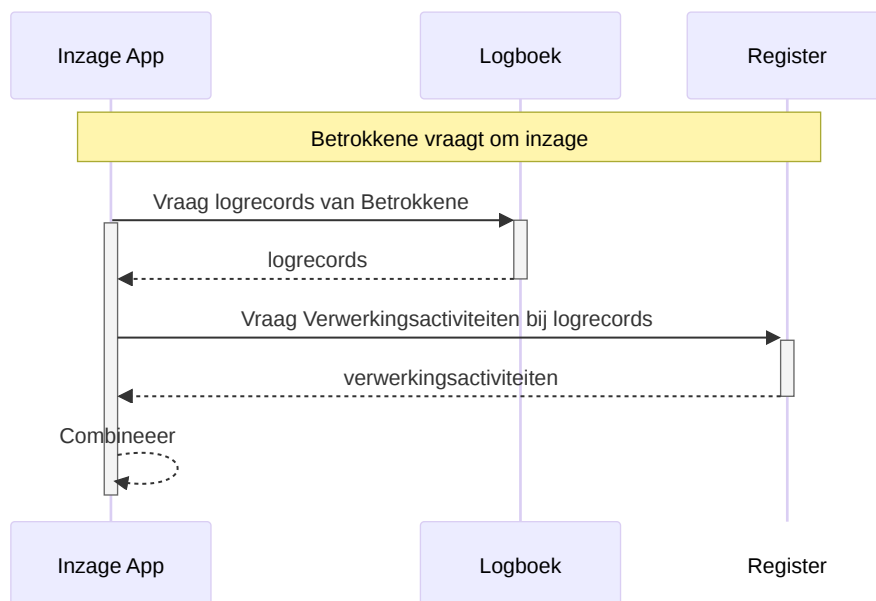 Inzage App
Logboek
Register
Betrokkene vraagt om inzage
Vraag logrecords van Betrokkene
logrecords
Vraag Verwerkingsactiviteiten bij logrecords
verwerkingsactiviteiten
Combineeer
Inzage App
Logboek
Register